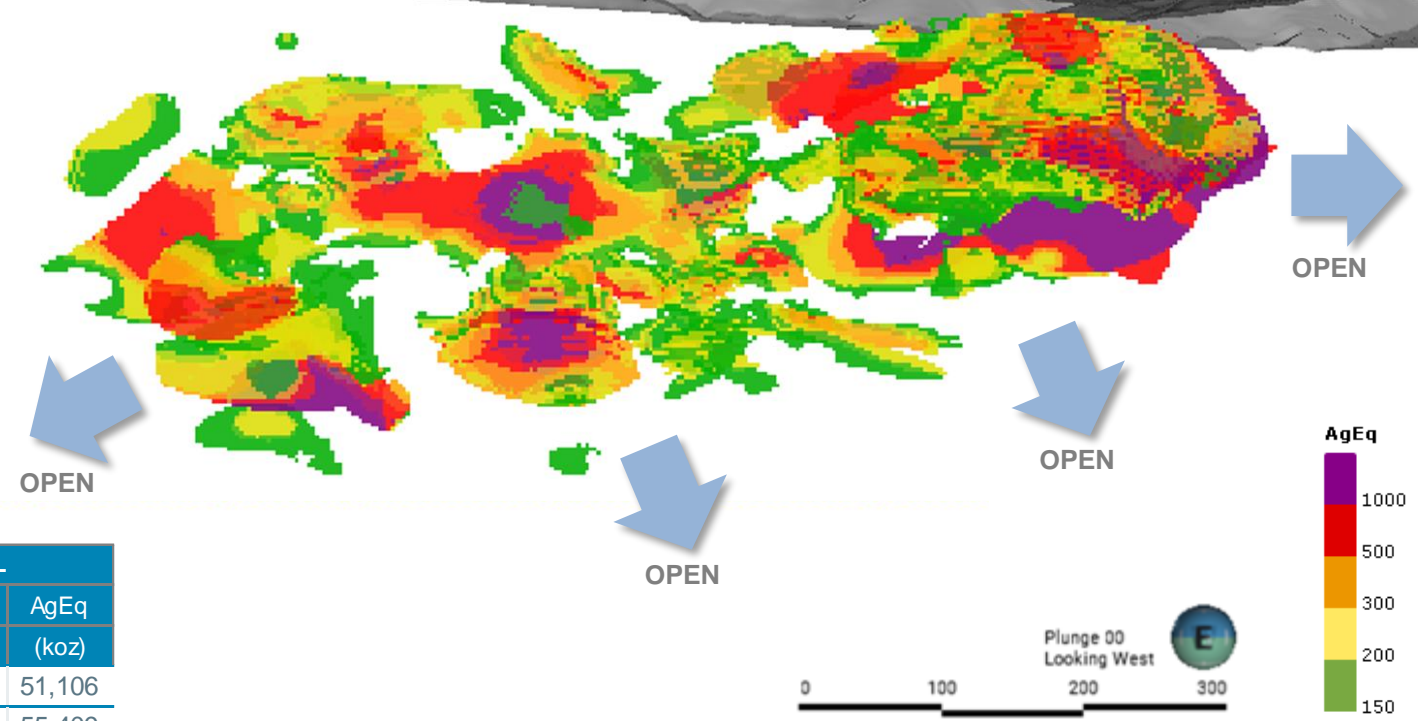 OPEN
OPEN
OPEN
OPEN
AgEq
1000
500
300
200
150
Plunge 00
Looking West
E
0 100 200 300
AgEq
(koz)
51,106